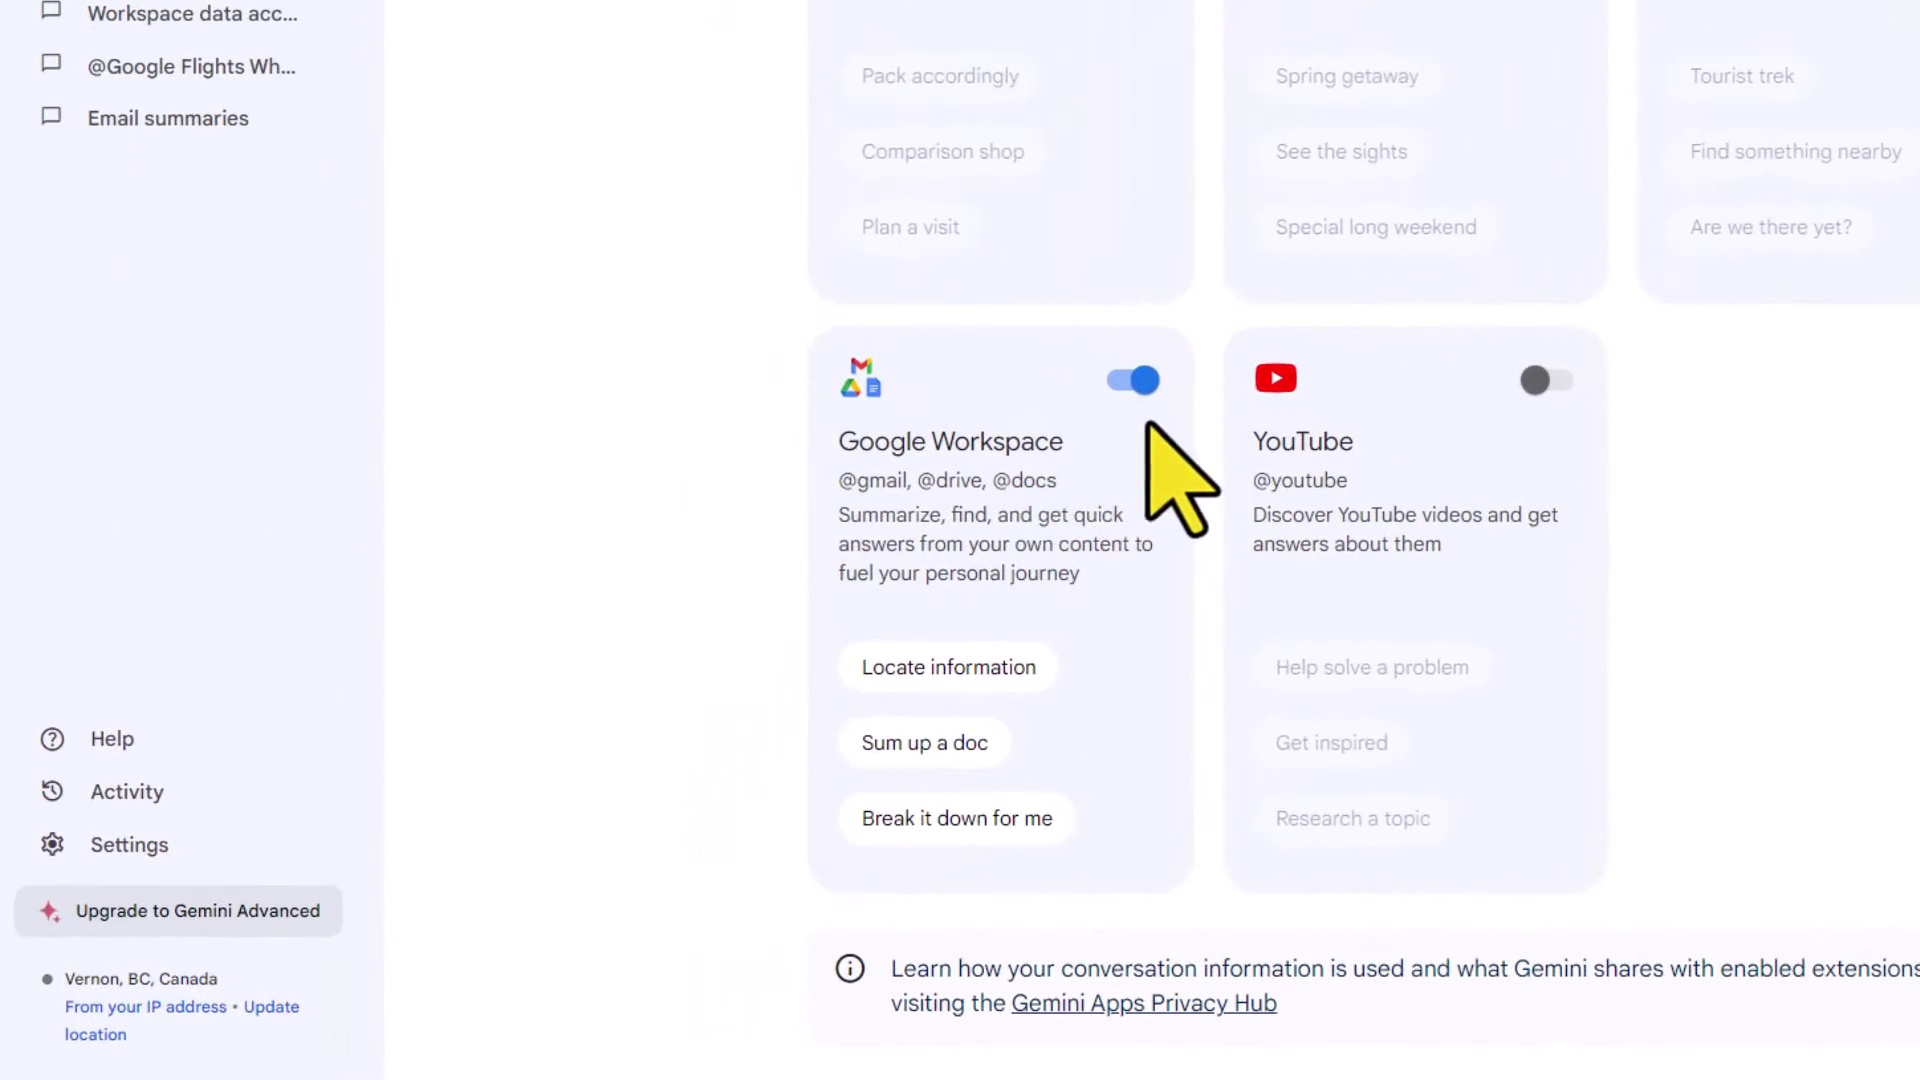 Workspace data acc...
@Google Flights Wh...
Email summaries
Help
Activity
Settings
Upgrade to Gemini Advanced
Vernon, BC, Canada
From your IP address • Update
location
Pack accordingly
Comparison shop
Plan a visit
Spring getaway
See the sights
Special long weekend
Tourist trek
Find something nearby
Are we there yet?
Google Workspace
@gmail, @drive, @docs
Summarize, find, and get quick
answers from your own content to
fuel your personal journey
Locate information
Sum up a doc
Break it down for me
YouTube
@youtube
Discover YouTube videos and get
answers about them
Help solve a problem
Get inspired
Research a topic
Learn how your conversation information is used and what Gemini shares with enabled extensions
visiting the Gemini Apps Privacy Hub